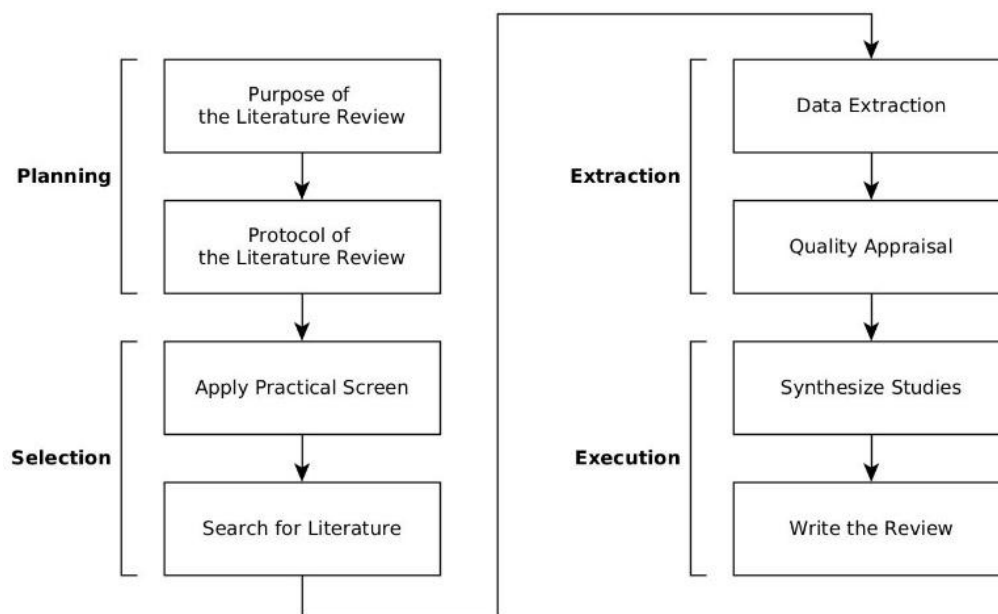 Planning
Purpose of
the Literature Review
Protocol of
the Literature Review
Selection
Apply Practical Screen
Search for Literature
Extraction
Data Extraction
Quality Appraisal
Execution
Synthesize Studies
Write the Review